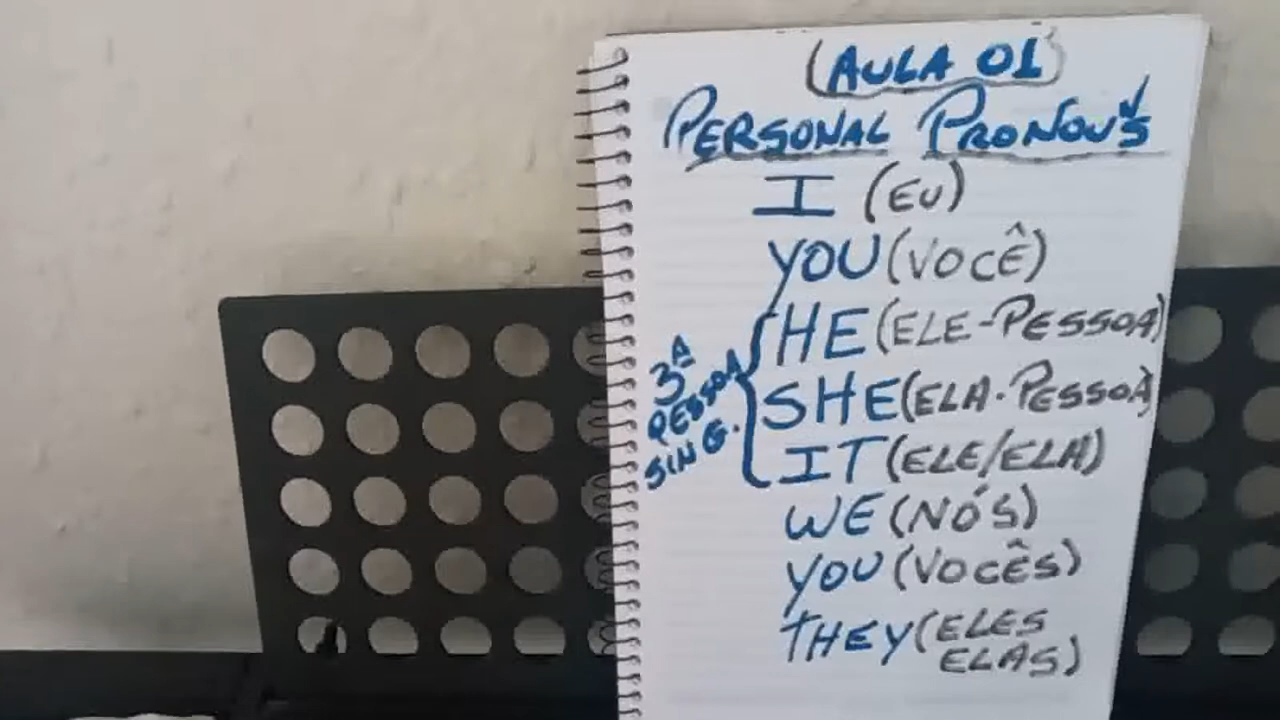 (AULA 01)
PERSONAL PRONOUS
I (EU)
YOU (VOCÊ)
HE (ELE-PESSOA)
SHE (ELA-PESSOA)
IT (ELE/ELA)
3ª
PESSOA
SING.
WE (NÓS)
YOU (VOCÊS)
THEY (ELES
ELAS)